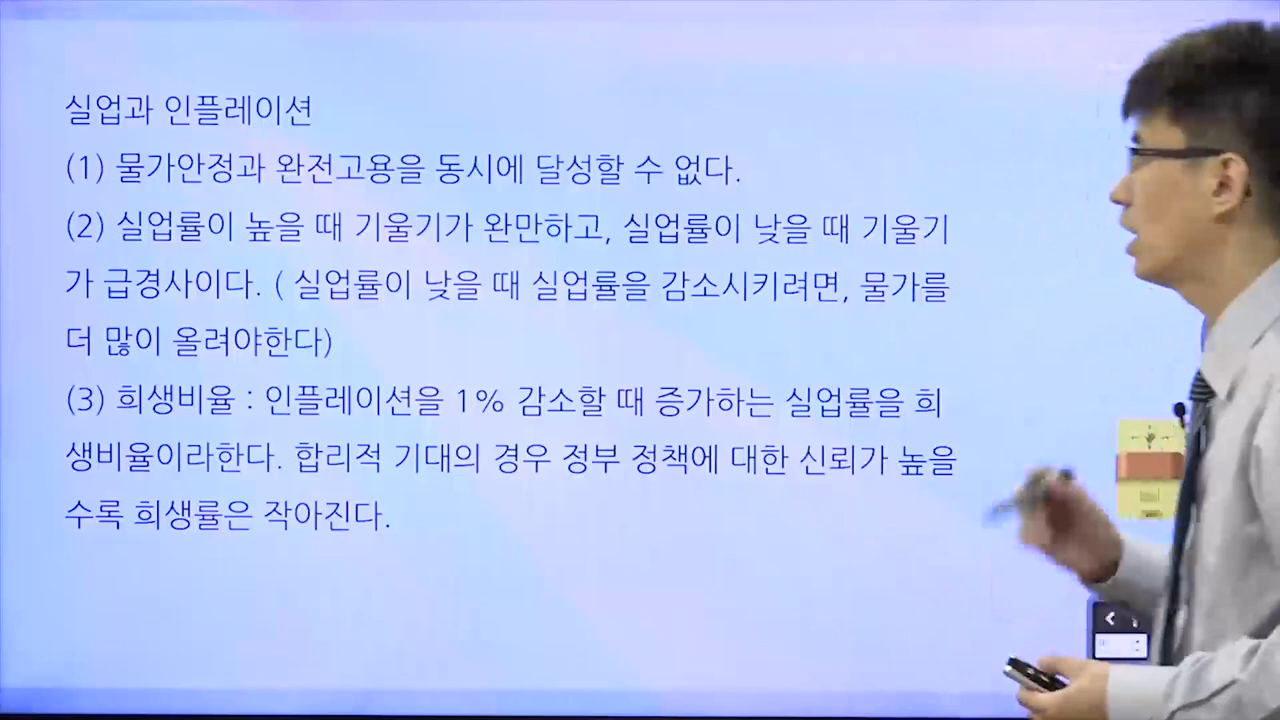 실업과 인플레이션
(1) 물가안정과 완전고용을 동시에 달성할 수 없다.
(2) 실업률이 높을 때 기울기가 완만하고, 실업률이 낮을 때 기울기
가 급경사이다. ( 실업률이 낮을 때 실업률을 감소시키려면, 물가를
더 많이 올려야한다)
(3) 희생비율 : 인플레이션을 1% 감소할 때 증가하는 실업률을 희
생비율이라한다. 합리적 기대의 경우 정부 정책에 대한 신뢰가 높을
수록 희생률은 작아진다.